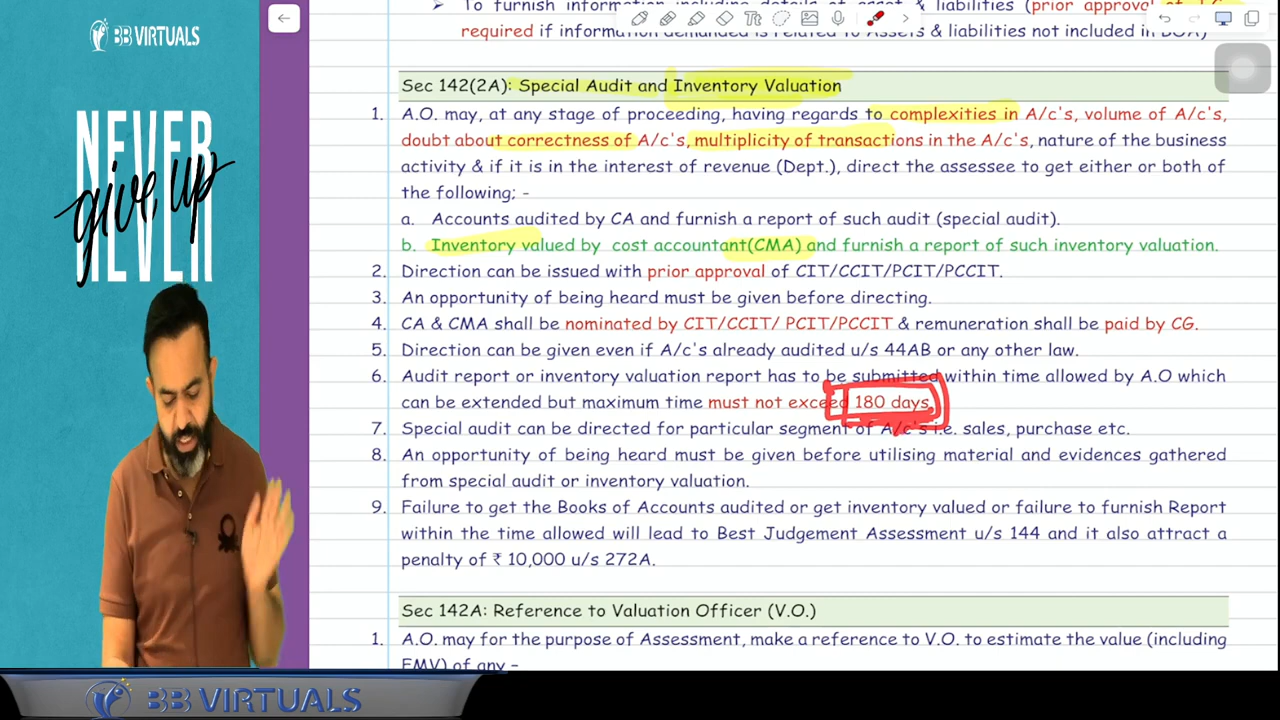 BB VIRTUALS
NEVER
give up
NEVER
To furnish information including details of asset & liabilities (prior approval of
required if information demanded is related to Assets & liabilities not included in BOA)
Sec 142(2A): Special Audit and Inventory Valuation
1. A.O. may, at any stage of proceeding, having regards to complexities in A/c's, volume of A/c's,
doubt about correctness of A/c's, multiplicity of transactions in the A/c's, nature of the business
activity & if it is in the interest of revenue (Dept.), direct the assessee to get either or both of
the following; -
a. Accounts audited by CA and furnish a report of such audit (special audit).
b. Inventory valued by cost accountant(CMA) and furnish a report of such inventory valuation.
2. Direction can be issued with prior approval of CIT/CCIT/PCIT/PCCIT.
3. An opportunity of being heard must be given before directing.
4. CA & CMA shall be nominated by CIT/CCIT/ PCIT/PCCIT & remuneration shall be paid by CG.
5. Direction can be given even if A/c's already audited u/s 44AB or any other law.
6. Audit report or inventory valuation report has to be submitted within time allowed by A.O which
can be extended but maximum time must not exceed 180 days.
7. Special audit can be directed for particular segment of A/c's i.e. sales, purchase etc.
8. An opportunity of being heard must be given before utilising material and evidences gathered
from special audit or inventory valuation.
9. Failure to get the Books of Accounts audited or get inventory valued or failure to furnish Report
within the time allowed will lead to Best Judgement Assessment u/s 144 and it also attract a
penalty of ₹ 10,000 u/s 272A.
Sec 142A: Reference to Valuation Officer (V.O.)
1. A.O. may for the purpose of Assessment, make a reference to V.O. to estimate the value (including
FMV) of any –
BB VIRTUALS